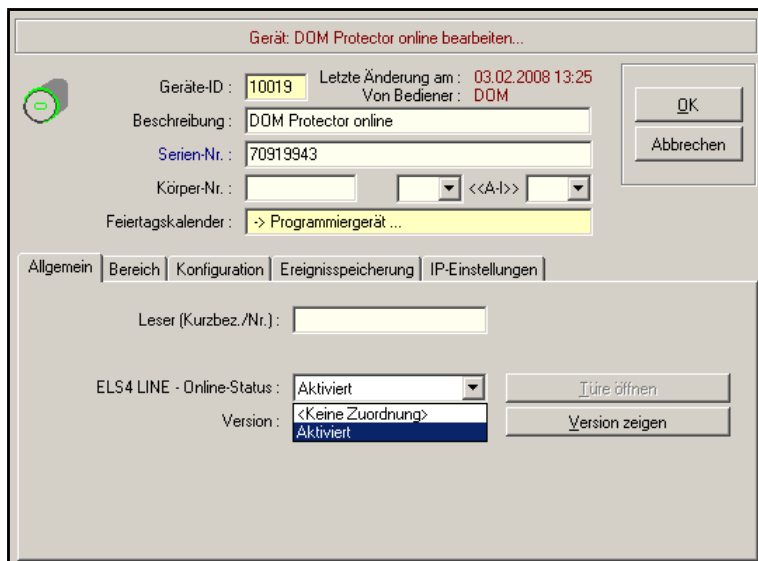 Gerät: DOM Protector online bearbeiten...
Geräte-ID : 10019 Letzte Änderung am : 03.02.2008 13:25
Von Bediener : DOM
OK
Beschreibung : DOM Protector online
Abbrechen
Serien-Nr. : 70919943
Körper-Nr. : <<A-I>>
Feiertagskalender : -> Programmiergerät ...
Allgemein Bereich Konfiguration Ereignisspeicherung IP-Einstellungen
Leser (Kurzbez./Nr.) :
ELS4 LINE - Online-Status : Aktiviert Türe öffnen
<Keine Zuordnung>
Version : Version zeigen
Aktiviert